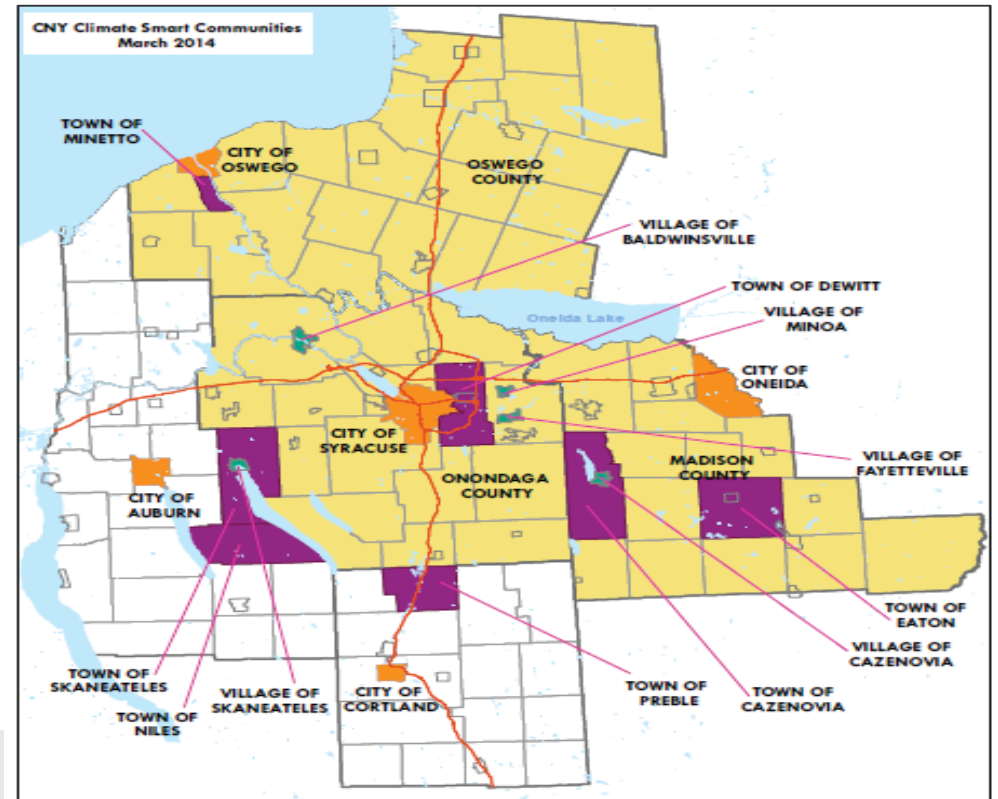 CNY Climate Smart Communities
March 2014
TOWN OF
MINETTO
CITY OF
OSWEGO
OSWEGO
COUNTY
VILLAGE OF
BALDWINSVILLE
TOWN OF DEWITT
VILLAGE OF
MINOA
Oneida Lake
CITY OF
ONEIDA
CITY OF
SYRACUSE
ONONDAGA
COUNTY
MADISON
COUNTY
VILLAGE OF
FAYETTEVILLE
CITY OF
AUBURN
TOWN OF
EATON
VILLAGE OF
CAZENOVIA
TOWN OF
SKANEATELES
TOWN OF
NILES
VILLAGE OF
SKANEATELES
CITY OF
CORTLAND
TOWN OF
PREBLE
TOWN OF
CAZENOVIA